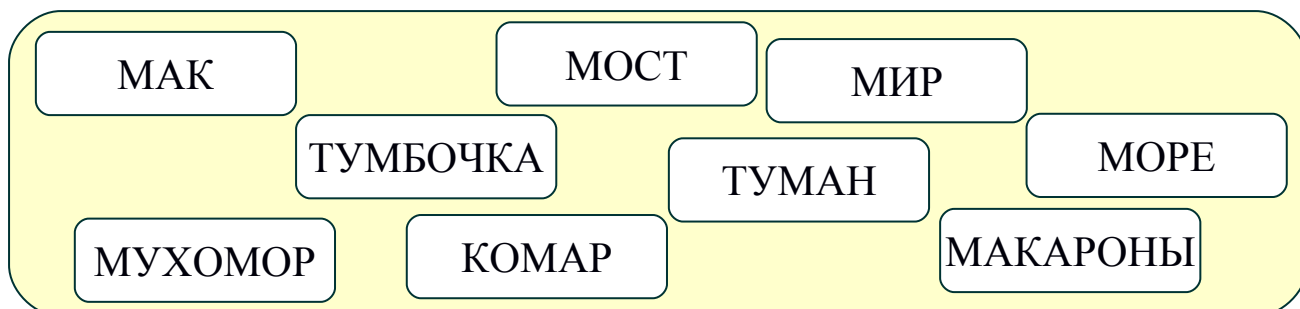 МАК
МОСТ
МИР
ТУМБОЧКА
ТУМАН
МОРЕ
МУХОМОР
КОМАР
МАКАРОНЫ